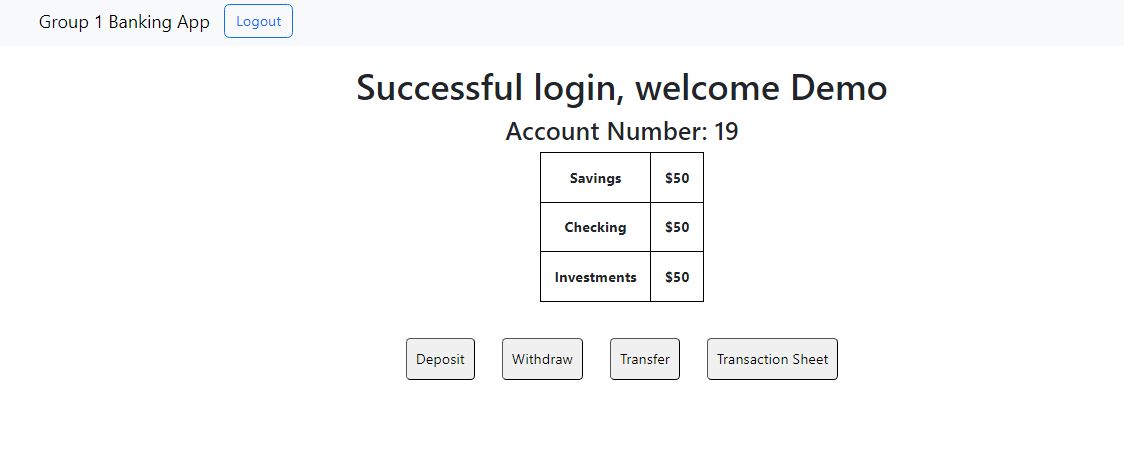 Group 1 Banking App Logout
Successful login, welcome Demo
Account Number: 19
Savings $50
Checking $50
Investments $50
Deposit Withdraw Transfer Transaction Sheet